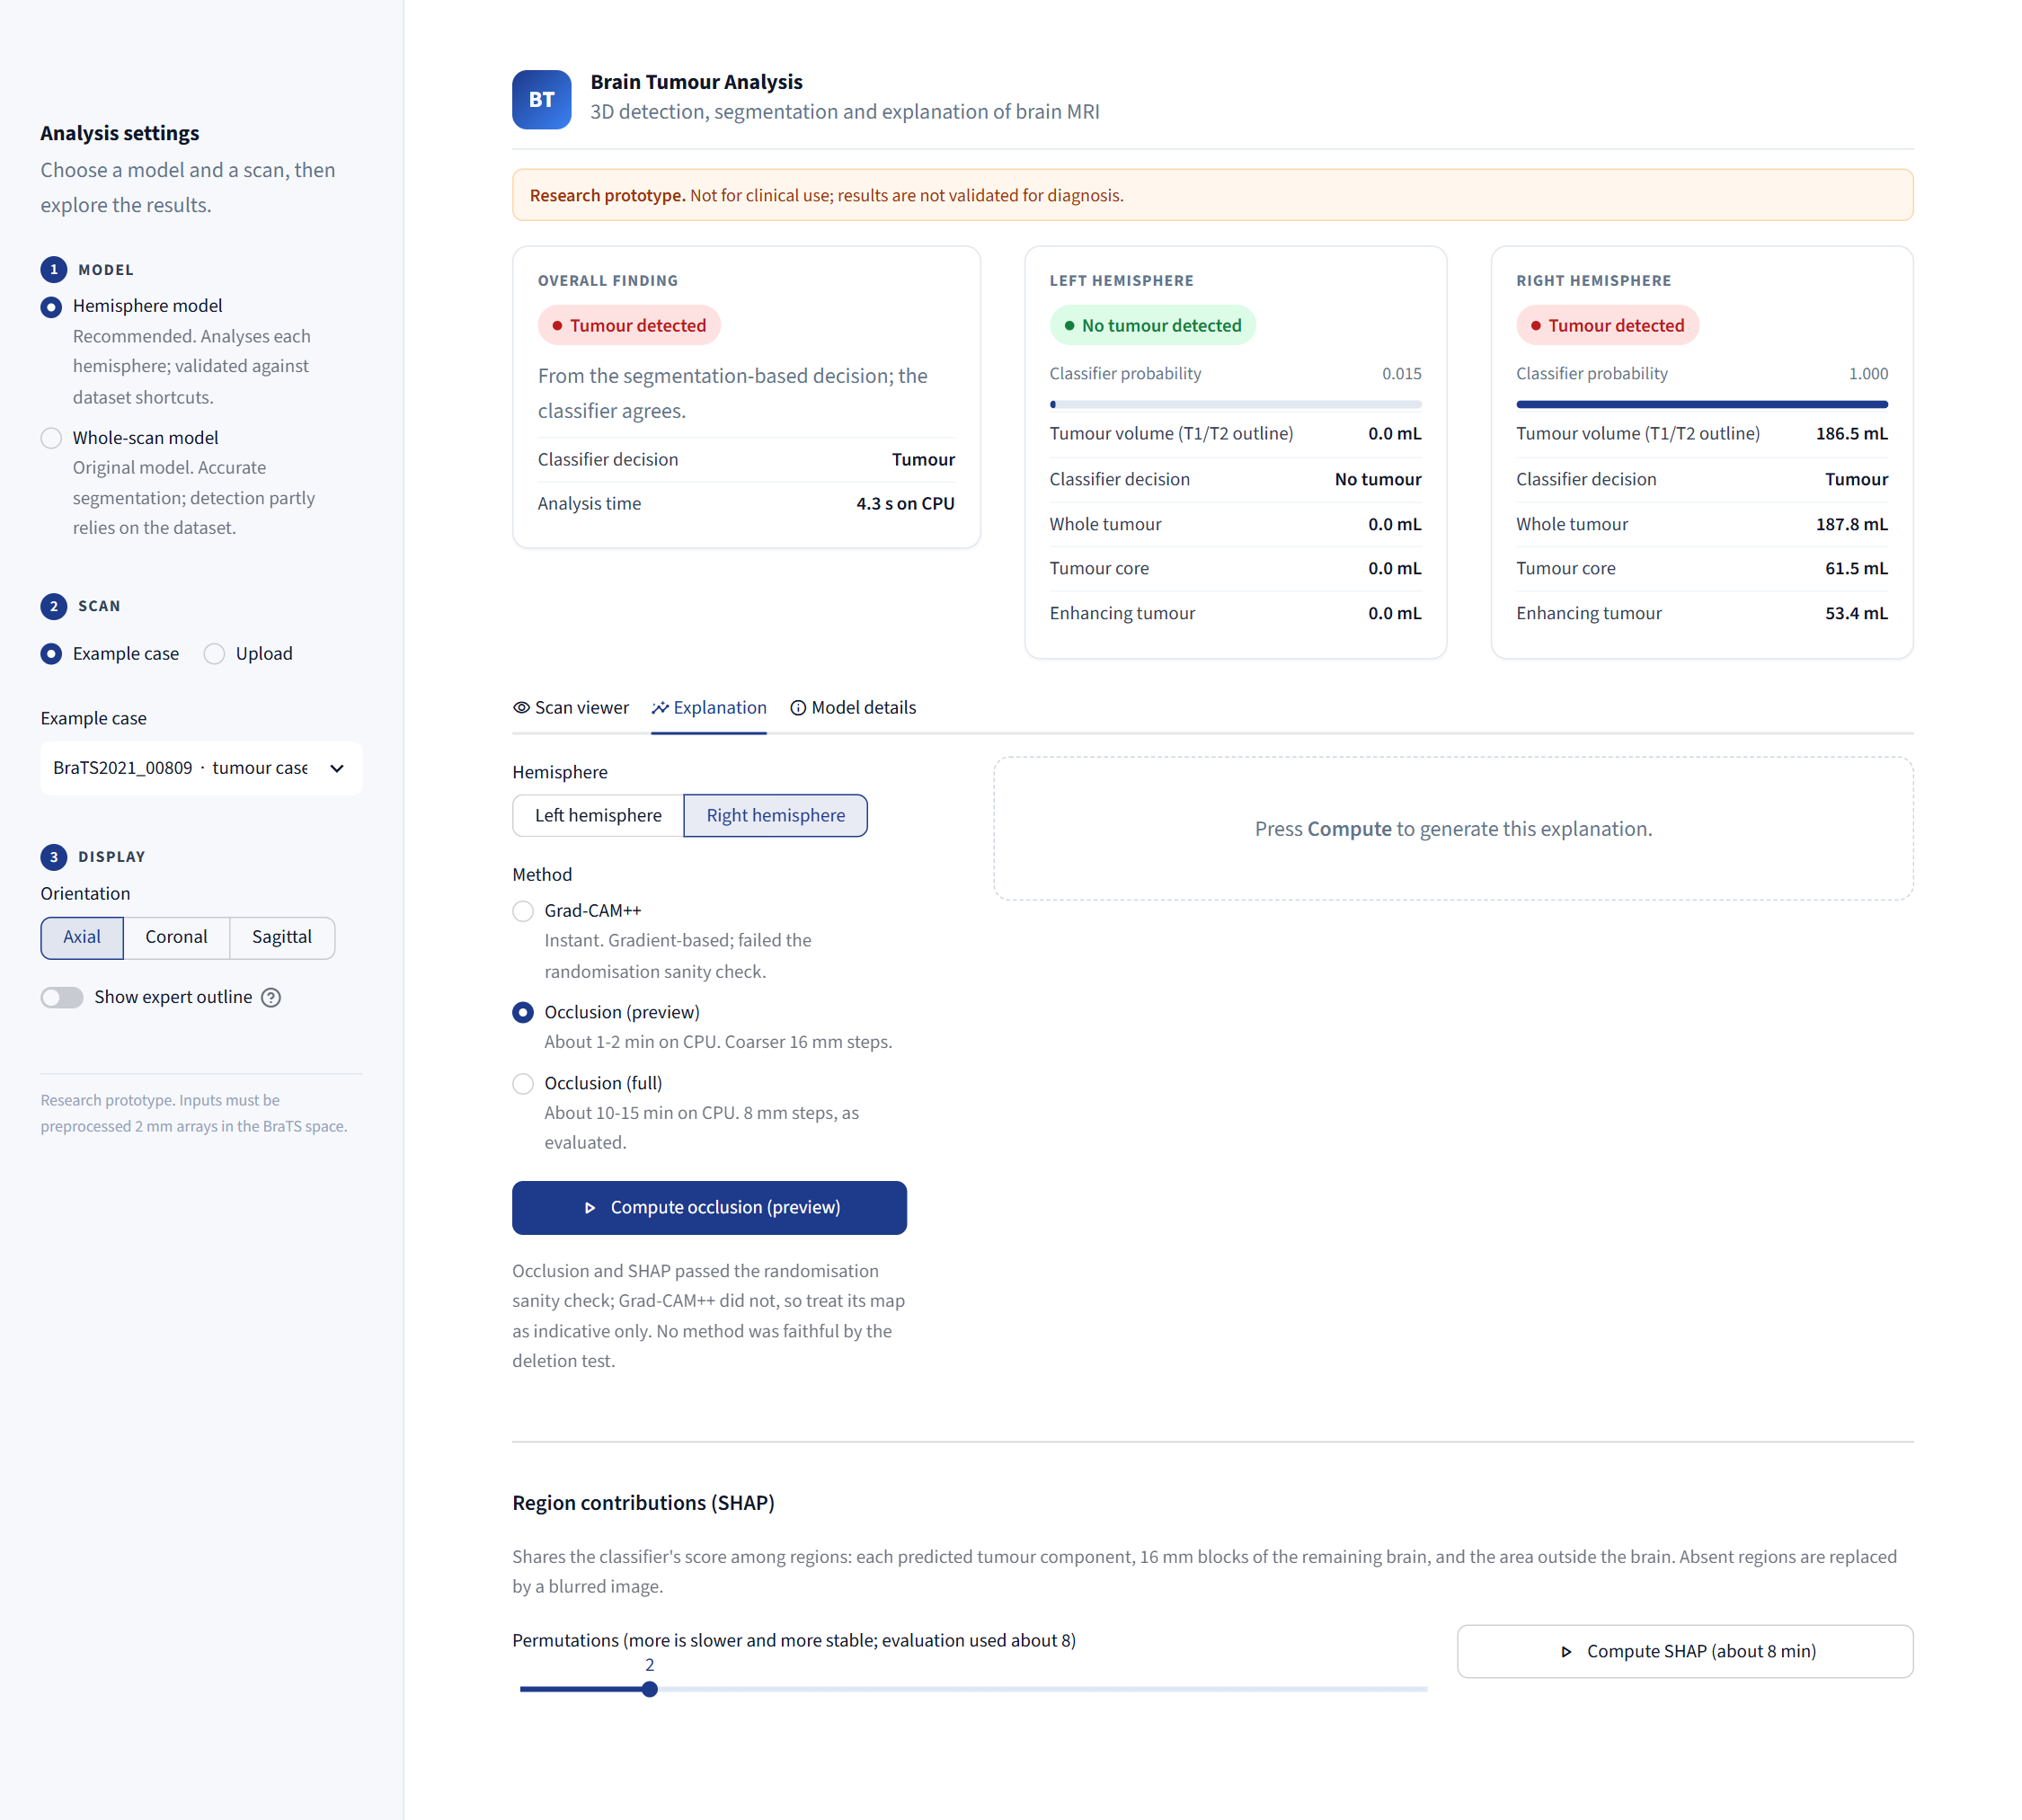 Analysis settings
Choose a model and a scan, then
explore the results.
1 MODEL
Hemisphere model
Recommended. Analyses each
hemisphere; validated against
dataset shortcuts.
Whole-scan model
Original model. Accurate
segmentation; detection partly
relies on the dataset.
2 SCAN
Example case Upload
Example case
BraTS2021_00809 · tumour case
3 DISPLAY
Orientation
Axial Coronal Sagittal
Show expert outline ?
Research prototype. Inputs must be
preprocessed 2 mm arrays in the BraTS space.
BT
Brain Tumour Analysis
3D detection, segmentation and explanation of brain MRI
Research prototype. Not for clinical use; results are not validated for diagnosis.
OVERALL FINDING
Tumour detected
From the segmentation-based decision; the
classifier agrees.
Classifier decision Tumour
Analysis time 4.3 s on CPU
LEFT HEMISPHERE
No tumour detected
Classifier probability 0.015
Tumour volume (T1/T2 outline) 0.0 mL
Classifier decision No tumour
Whole tumour 0.0 mL
Tumour core 0.0 mL
Enhancing tumour 0.0 mL
RIGHT HEMISPHERE
Tumour detected
Classifier probability 1.000
Tumour volume (T1/T2 outline) 186.5 mL
Classifier decision Tumour
Whole tumour 187.8 mL
Tumour core 61.5 mL
Enhancing tumour 53.4 mL
Scan viewer Explanation Model details
Hemisphere
Left hemisphere Right hemisphere
Method
Grad-CAM++
Instant. Gradient-based; failed the
randomisation sanity check.
Occlusion (preview)
About 1-2 min on CPU. Coarser 16 mm steps.
Occlusion (full)
About 10-15 min on CPU. 8 mm steps, as
evaluated.
Compute occlusion (preview)
Occlusion and SHAP passed the randomisation
sanity check; Grad-CAM++ did not, so treat its map
as indicative only. No method was faithful by the
deletion test.
Press Compute to generate this explanation.
Region contributions (SHAP)
Shares the classifier's score among regions: each predicted tumour component, 16 mm blocks of the remaining brain, and the area outside the brain. Absent regions are replaced
by a blurred image.
Permutations (more is slower and more stable; evaluation used about 8)
2
Compute SHAP (about 8 min)